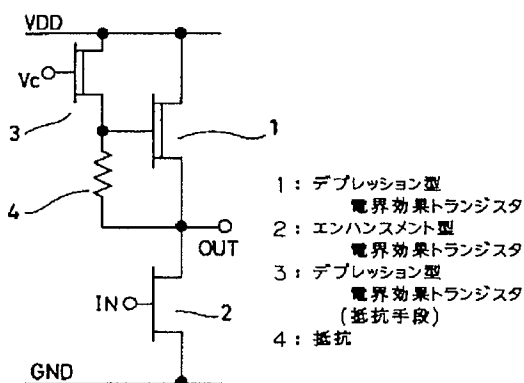 VDD
Vc
3
1
4
OUT
IN
2
GND
1 : デプレッション型
電界効果トランジスタ
2 : エンハンスメント型
電界効果トランジスタ
3 : デプレッション型
電界効果トランジスタ
(抵抗手段)
4 : 抵抗